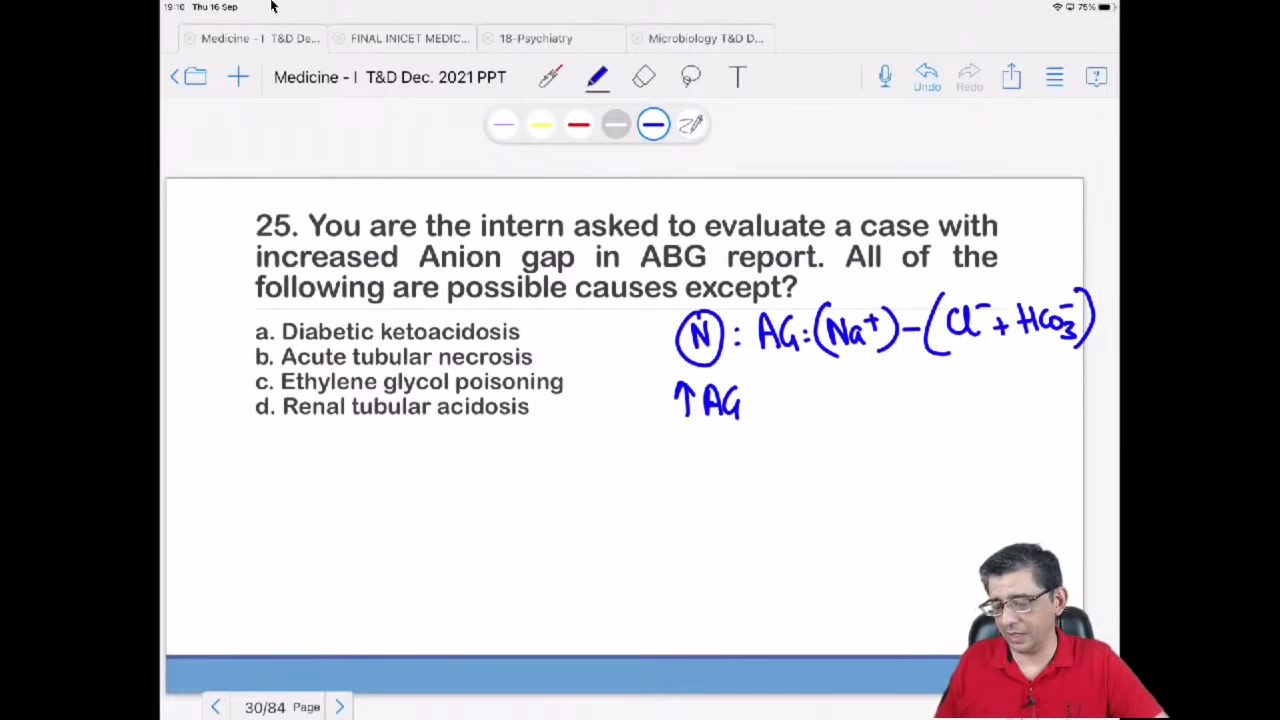 19:10 Thu 16 Sep
75%
Medicine - I T&D De...
FINAL INICET MEDIC...
18-Psychiatry
Microbiology T&D D...
Medicine - I T&D Dec. 2021 PPT
T
Undo
Redo
?
25. You are the intern asked to evaluate a case with
increased Anion gap in ABG report. All of the
following are possible causes except?
a. Diabetic ketoacidosis
b. Acute tubular necrosis
c. Ethylene glycol poisoning
d. Renal tubular acidosis
N : AG:(Na⁺)-(Cl⁻+HCO₃⁻)
↑AG
30/84 Page